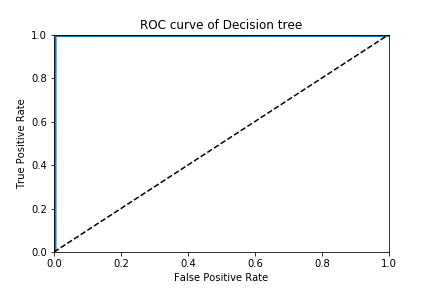 ROC curve of Decision tree
1.0
0.8
0.6
0.4
0.2
0.0
True Positive Rate
0.0 0.2 0.4 0.6 0.8 1.0
False Positive Rate